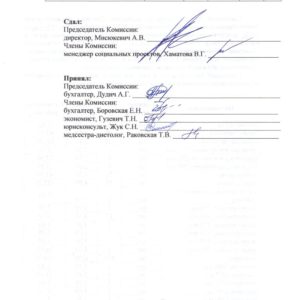 Сдал:
Председатель Комиссии:
директор, Мисюкевич А.В.
Члены Комиссии:
менеджер социальных проектов, Хаматова В.Г.
Принял:
Председатель Комиссии:
бухгалтер, Дудич А.Г.
Члены Комиссии:
бухгалтер, Боровская Е.Н.
экономист, Гузевич Т.Н.
юрисконсульт, Жук С.Н.
медсестра-диетолог, Раковская Т.В.